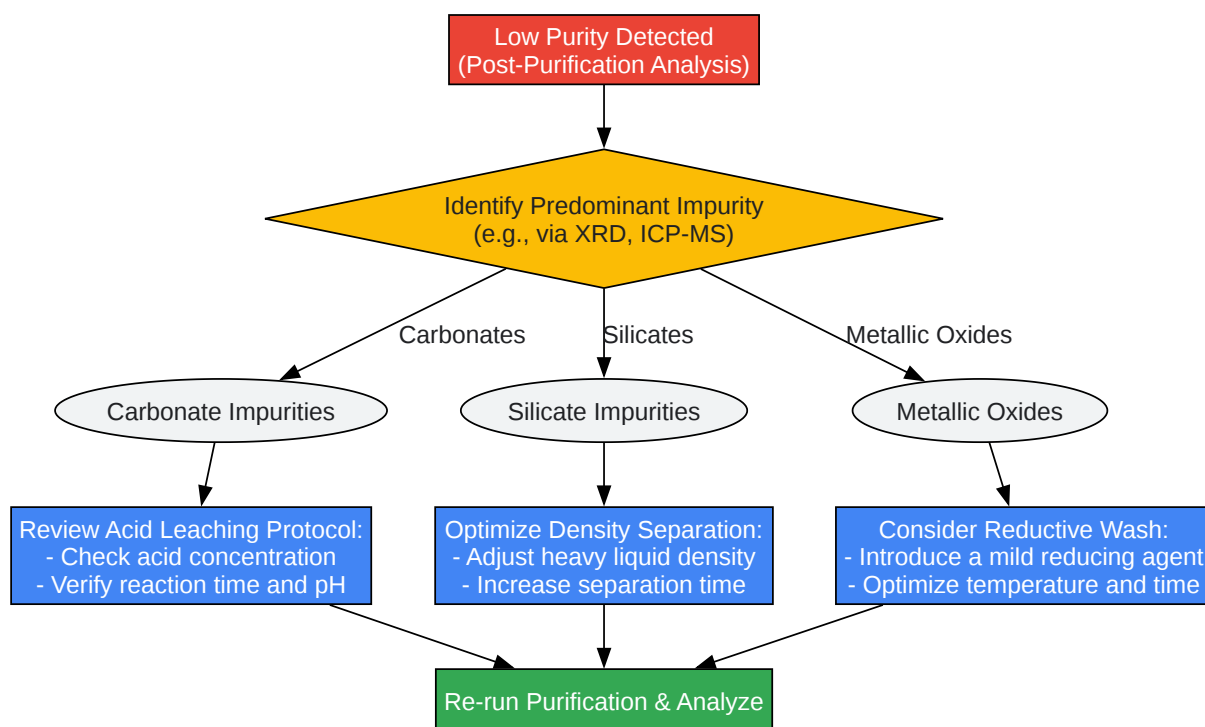 Low Purity Detected
(Post-Purification Analysis)
Identify Predominant Impurity
(e.g., via XRD, ICP-MS)
Carbonates
Silicates
Metallic Oxides
Carbonate Impurities
Silicate Impurities
Metallic Oxides
Review Acid Leaching Protocol:
- Check acid concentration
- Verify reaction time and pH
Optimize Density Separation:
- Adjust heavy liquid density
- Increase separation time
Consider Reductive Wash:
- Introduce a mild reducing agent
- Optimize temperature and time
Re-run Purification & Analyze